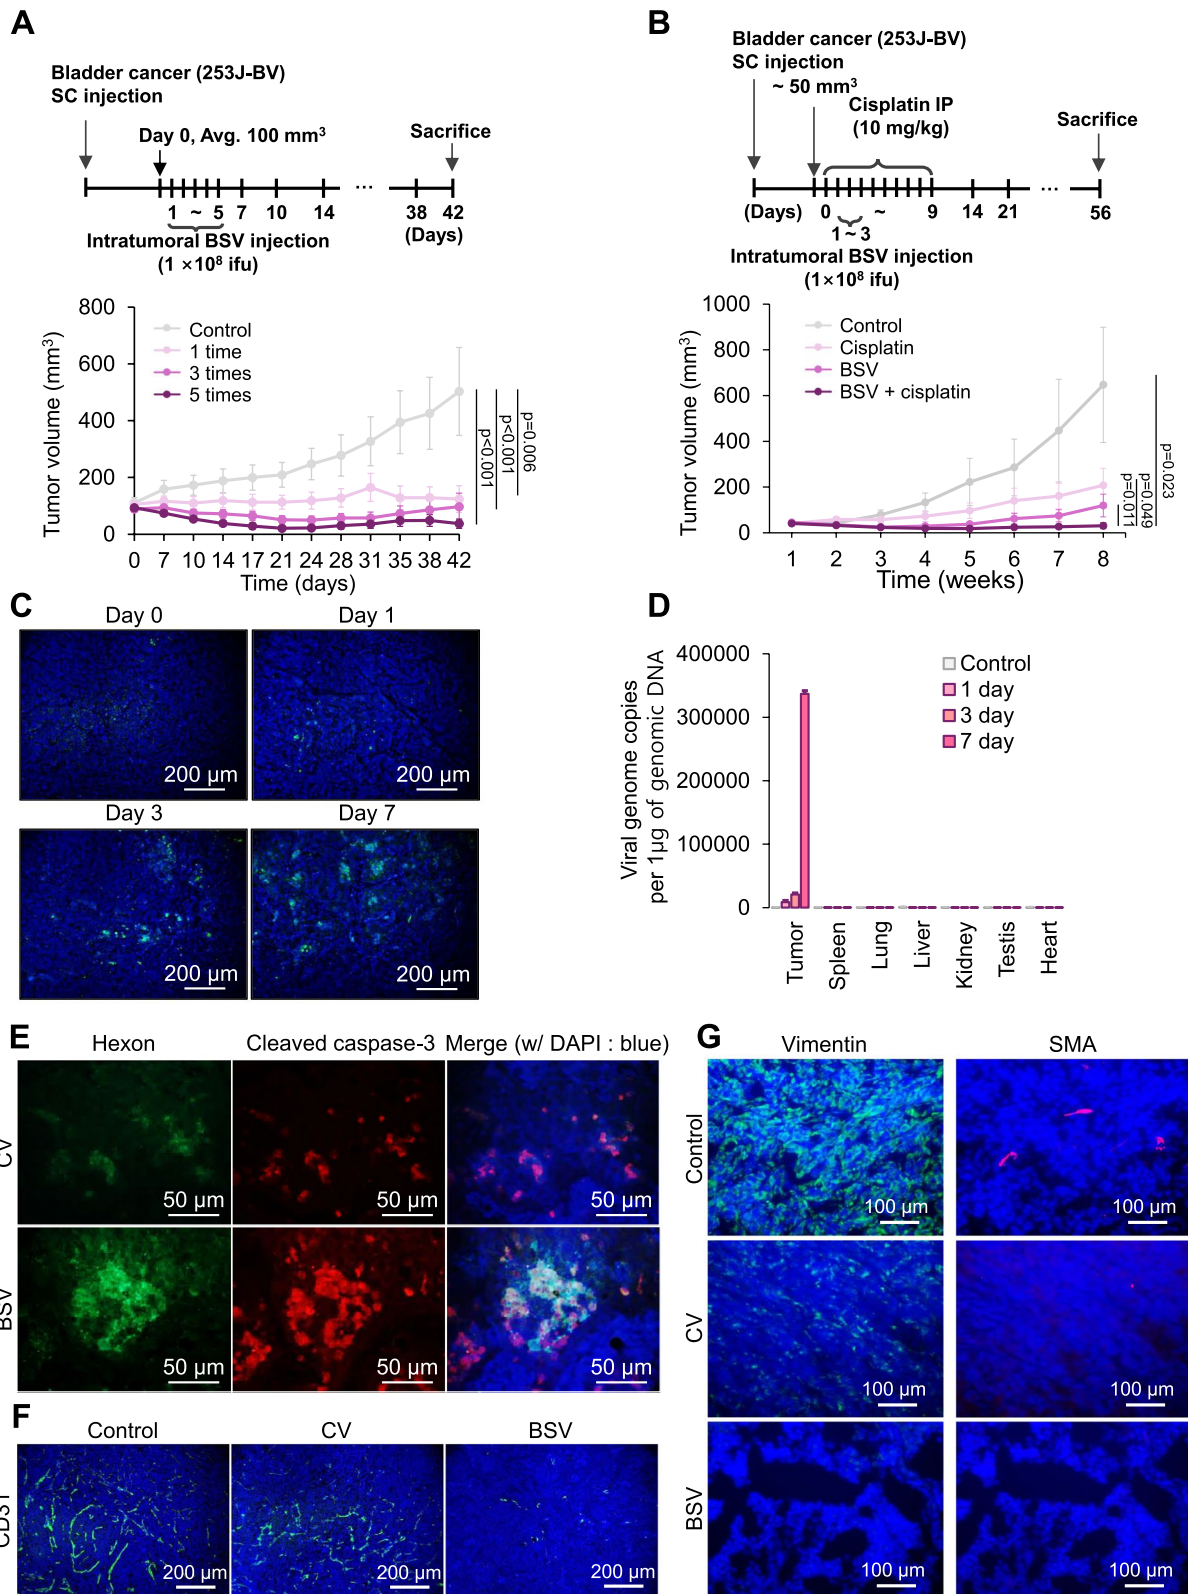 A
Bladder cancer (253J-BV)
SC injection
Day 0, Avg. 100 mm³
Sacrifice
...
1 ~ 5 7 10 14 38 42
(Days)
Intratumoral BSV injection
(1 ×10⁸ ifu)
800
600
400
200
0
Tumor volume (mm³)
Control
1 time
3 times
5 times
p<0.001
p<0.001
p=0.006
0 7 10 14 17 21 24 28 31 35 38 42
Time (days)
B
Bladder cancer (253J-BV)
SC injection
~ 50 mm³
Cisplatin IP
(10 mg/kg)
Sacrifice
...
(Days) 0 ~ 9 14 21 56
1 ~ 3
Intratumoral BSV injection
(1×10⁸ ifu)
1000
800
600
400
200
0
Tumor volume (mm³)
Control
Cisplatin
BSV
BSV + cisplatin
p=0.011
p=0.049
p=0.023
1 2 3 4 5 6 7 8
Time (weeks)
C
Day 0 Day 1
200 µm 200 µm
Day 3 Day 7
200 µm 200 µm
D
400000
300000
200000
100000
0
Viral genome copies
per 1µg of genomic DNA
Control
1 day
3 day
7 day
Tumor
Spleen
Lung
Liver
Kidney
Testis
Heart
E
Hexon Cleaved caspase-3 Merge (w/ DAPI : blue)
CV
50 µm 50 µm 50 µm
BSV
50 µm 50 µm 50 µm
F
Control CV BSV
CD31
200 µm 200 µm 200 µm
G
Vimentin SMA
Control
100 µm 100 µm
CV
100 µm 100 µm
BSV
100 µm 100 µm